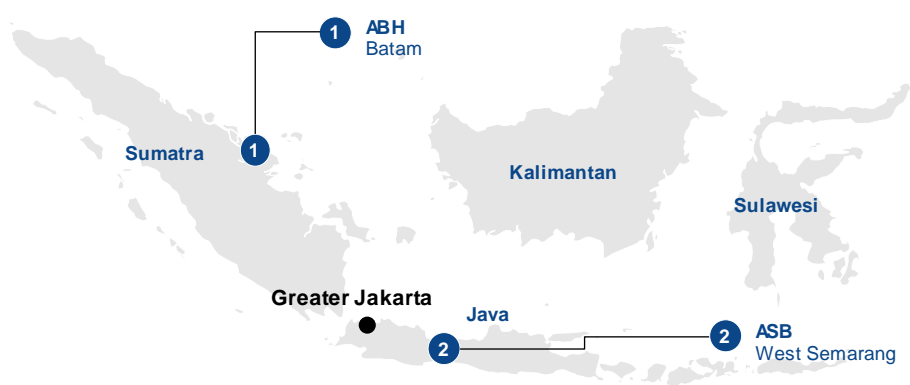 1 ABH
Batam
1
Sumatra
Kalimantan
Sulawesi
Greater Jakarta
Java
2
2 ASB
West Semarang